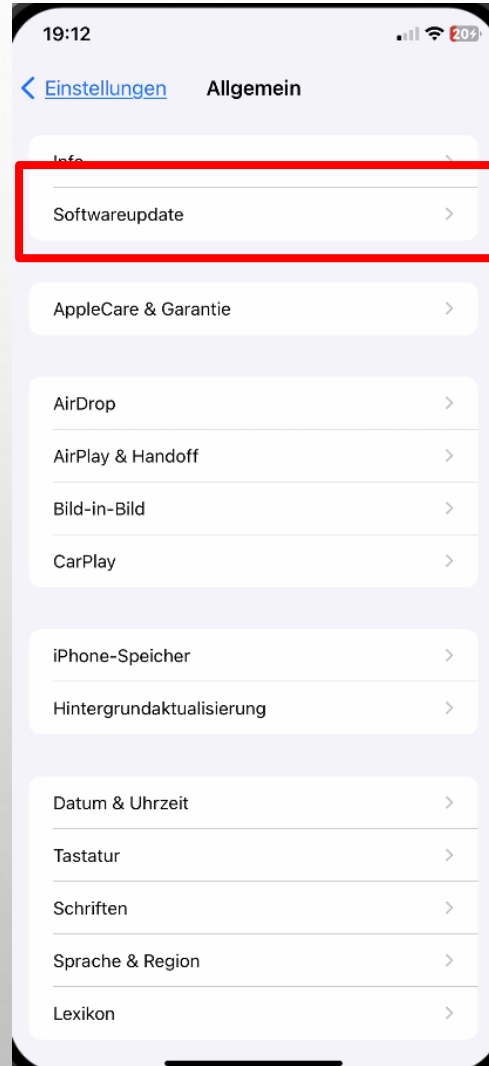 19:12
20
Einstellungen Allgemein
Info
Softwareupdate
AppleCare & Garantie
AirDrop
AirPlay & Handoff
Bild-in-Bild
CarPlay
iPhone-Speicher
Hintergrundaktualisierung
Datum & Uhrzeit
Tastatur
Schriften
Sprache & Region
Lexikon